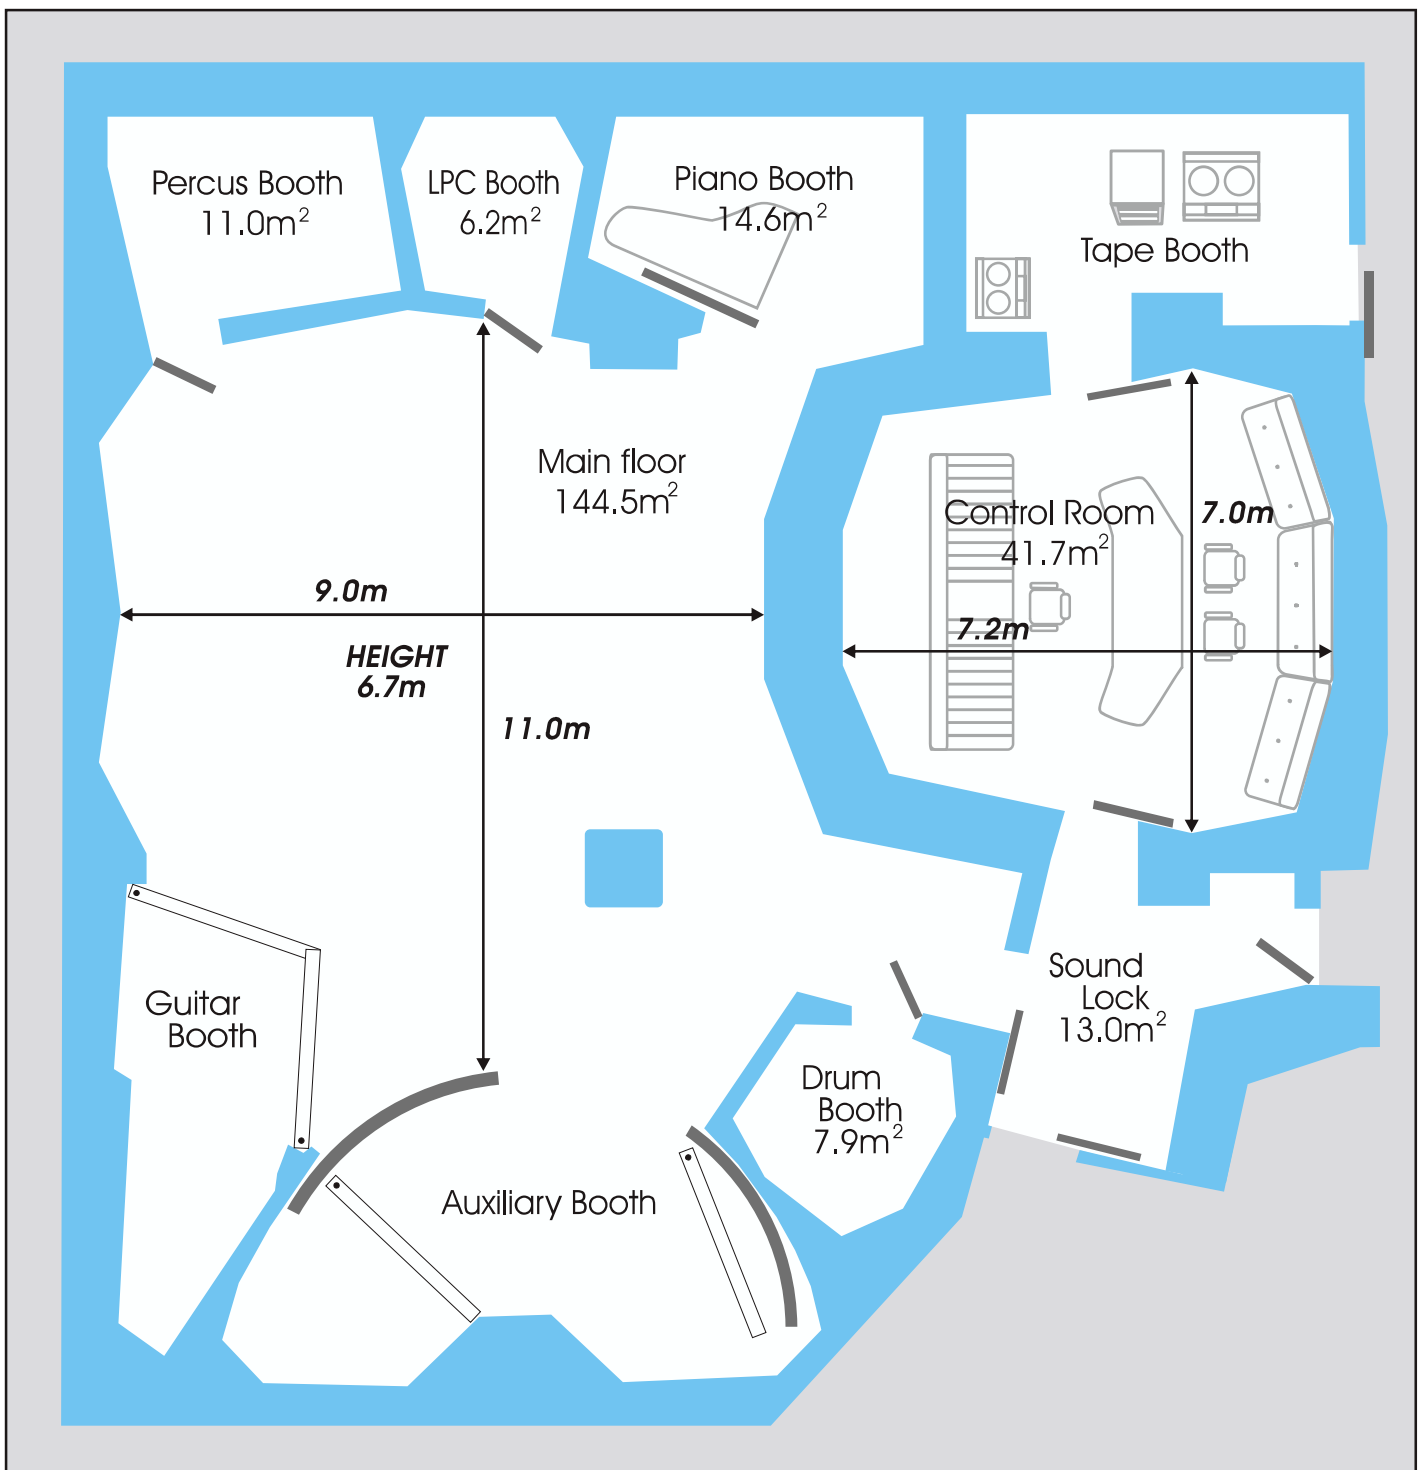 Percus Booth
11.0m²
LPC Booth
6.2m²
Piano Booth
14.6m²
Tape Booth
Main floor
144.5m²
Control Room
41.7m²
7.0m
9.0m
7.2m
HEIGHT
6.7m
11.0m
Guitar
Booth
Sound
Lock
13.0m²
Drum
Booth
7.9m²
Auxiliary Booth